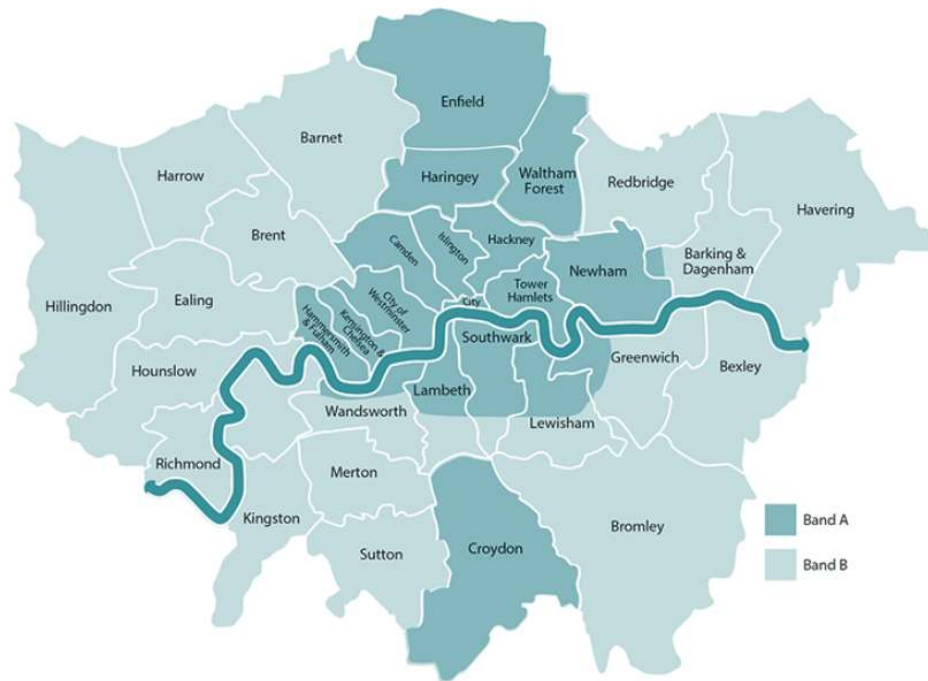 Enfield
Barnet
Harrow
Haringey
Waltham
Forest
Redbridge
Havering
Brent
Camden
Islington
Hackney
Newham
Barking &
Dagenham
Hillingdon
Ealing
Hammersmith
& Fulham
Kensington &
Chelsea
City of
Westminster
City
Tower
Hamlets
Southwark
Hounslow
Greenwich
Bexley
Lambeth
Wandsworth
Lewisham
Richmond
Merton
Kingston
Sutton
Croydon
Bromley
Band A
Band B